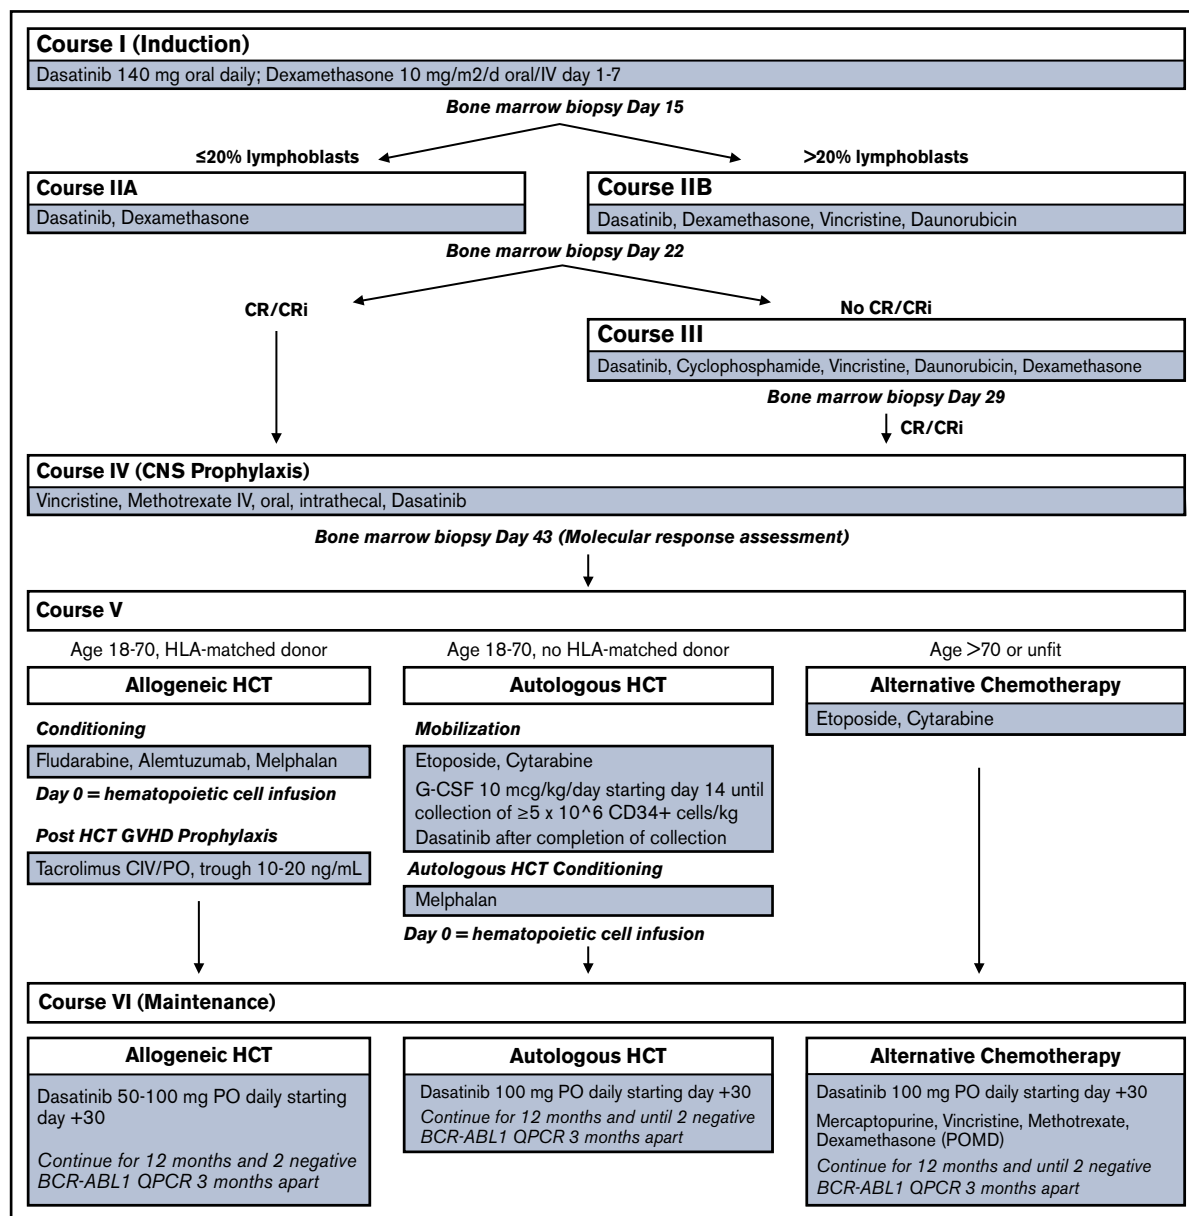 Course I (Induction)
Dasatinib 140 mg oral daily; Dexamethasone 10 mg/m2/d oral/IV day 1-7
Bone marrow biopsy Day 15
≤20% lymphoblasts
>20% lymphoblasts
Course IIA
Dasatinib, Dexamethasone
Course IIB
Dasatinib, Dexamethasone, Vincristine, Daunorubicin
Bone marrow biopsy Day 22
CR/CRi
No CR/CRi
Course III
Dasatinib, Cyclophosphamide, Vincristine, Daunorubicin, Dexamethasone
Bone marrow biopsy Day 29
CR/CRi
Course IV (CNS Prophylaxis)
Vincristine, Methotrexate IV, oral, intrathecal, Dasatinib
Bone marrow biopsy Day 43 (Molecular response assessment)
Course V
Age 18-70, HLA-matched donor
Allogeneic HCT
Conditioning
Fludarabine, Alemtuzumab, Melphalan
Day 0 = hematopoietic cell infusion
Post HCT GVHD Prophylaxis
Tacrolimus CIV/PO, trough 10-20 ng/mL
Age 18-70, no HLA-matched donor
Autologous HCT
Mobilization
Etoposide, Cytarabine
G-CSF 10 mcg/kg/day starting day 14 until
collection of ≥5 x 10^6 CD34+ cells/kg
Dasatinib after completion of collection
Autologous HCT Conditioning
Melphalan
Day 0 = hematopoietic cell infusion
Age >70 or unfit
Alternative Chemotherapy
Etoposide, Cytarabine
Course VI (Maintenance)
Allogeneic HCT
Dasatinib 50-100 mg PO daily starting
day +30
Continue for 12 months and 2 negative
BCR-ABL1 QPCR 3 months apart
Autologous HCT
Dasatinib 100 mg PO daily starting day +30
Continue for 12 months and until 2 negative
BCR-ABL1 QPCR 3 months apart
Alternative Chemotherapy
Dasatinib 100 mg PO daily starting day +30
Mercaptopurine, Vincristine, Methotrexate,
Dexamethasone (POMD)
Continue for 12 months and until 2 negative
BCR-ABL1 QPCR 3 months apart